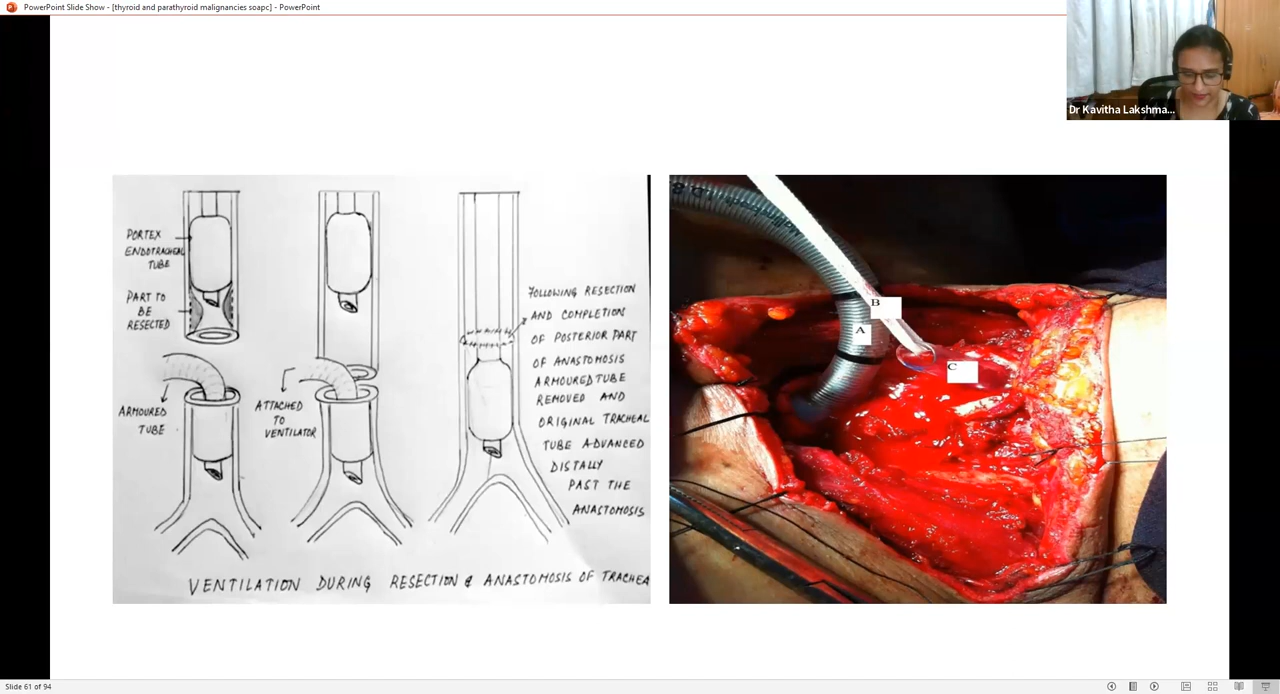 PowerPoint Slide Show - [thyroid and parathyroid malignancies soapc] - PowerPoint
Dr Kavitha Lakshma...
PORTEX
ENDOTRACHEAL
TUBE
PART TO
BE
RESECTED
ARMOURED
TUBE
ATTACHED
TO
VENTILATOR
FOLLOWING RESECTION
AND COMPLETION
OF POSTERIOR PART
OF ANASTOMOSIS
ARMOURED TUBE
REMOVED AND
ORIGINAL TRACHEAL
TUBE ADVANCED
DISTALLY
PAST THE
ANASTOMOSIS
VENTILATION DURING RESECTION & ANASTOMOSIS OF TRACHEA
B
A
C
Slide 61 of 94